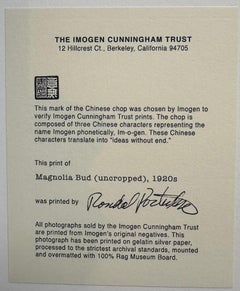 THE IMOGEN CUNNINGHAM TRUST
12 Hillcrest Ct., Berkeley, California 94705
This mark of the Chinese chop was chosen by Imogen to
verify Imogen Cunningham Trust prints. The chop is
composed of three Chinese characters representing the
name Imogen phonetically, Im-o-gen. These Chinese
characters translate into "ideas without end."
This print of
Magnolia Bud (uncropped), 1920s
was printed by Rondal Partridge
All photographs sold by the Imogen Cunningham Trust
are printed from Imogen's original negatives. This
photograph has been printed on gelatin silver paper,
processed to the strictest archival standards, mounted
and overmatted with 100% Rag Museum Board.